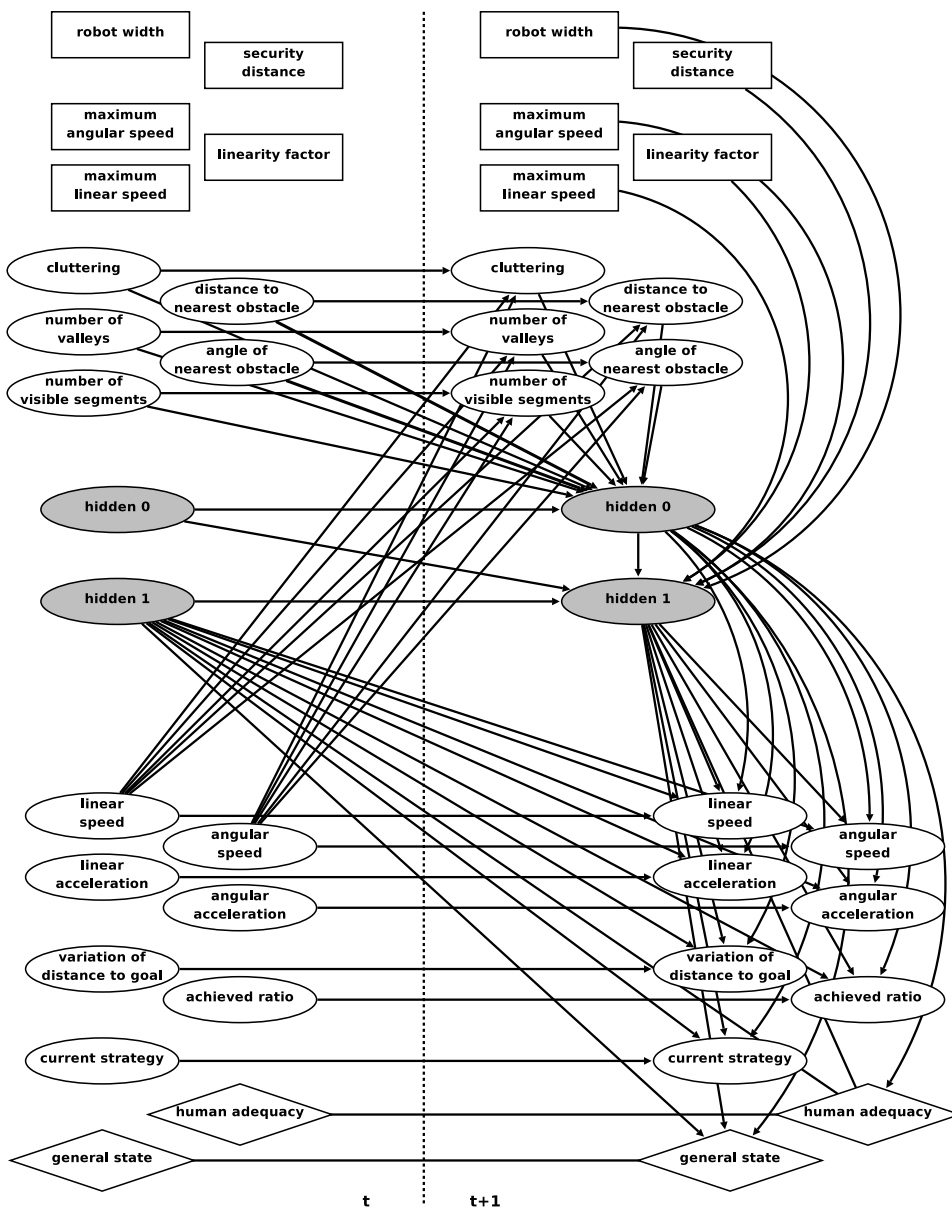 robot width
security
distance
maximum
angular speed
linearity factor
maximum
linear speed
cluttering
distance to
nearest obstacle
number of
valleys
angle of
nearest obstacle
number of
visible segments
hidden 0
hidden 1
linear
speed
angular
speed
linear
acceleration
angular
acceleration
variation of
distance to goal
achieved ratio
current strategy
human adequacy
general state
t
robot width
security
distance
maximum
angular speed
linearity factor
maximum
linear speed
cluttering
distance to
nearest obstacle
number of
valleys
angle of
nearest obstacle
number of
visible segments
hidden 0
hidden 1
linear
speed
angular
speed
linear
acceleration
angular
acceleration
variation of
distance to goal
achieved ratio
current strategy
human adequacy
general state
t+1